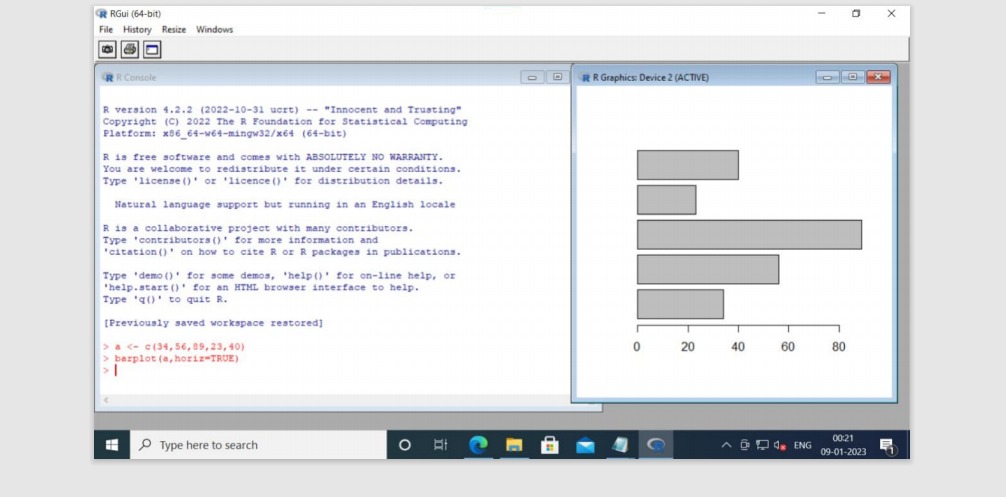 RGui (64-bit)
File History Resize Windows
R Console
R version 4.2.2 (2022-10-31 ucrt) -- "Innocent and Trusting"
Copyright (C) 2022 The R Foundation for Statistical Computing
Platform: x86_64-w64-mingw32/x64 (64-bit)
R is free software and comes with ABSOLUTELY NO WARRANTY.
You are welcome to redistribute it under certain conditions.
Type 'license()' or 'licence()' for distribution details.
Natural language support but running in an English locale
R is a collaborative project with many contributors.
Type 'contributors()' for more information and
'citation()' on how to cite R or R packages in publications.
Type 'demo()' for some demos, 'help()' for on-line help, or
'help.start()' for an HTML browser interface to help.
Type 'q()' to quit R.
[Previously saved workspace restored]
> a <- c(34,56,89,23,40)
> barplot(a,horiz=TRUE)
>
R Graphics: Device 2 (ACTIVE)
0 20 40 60 80
Type here to search
ENG
00:21
09-01-2023
1